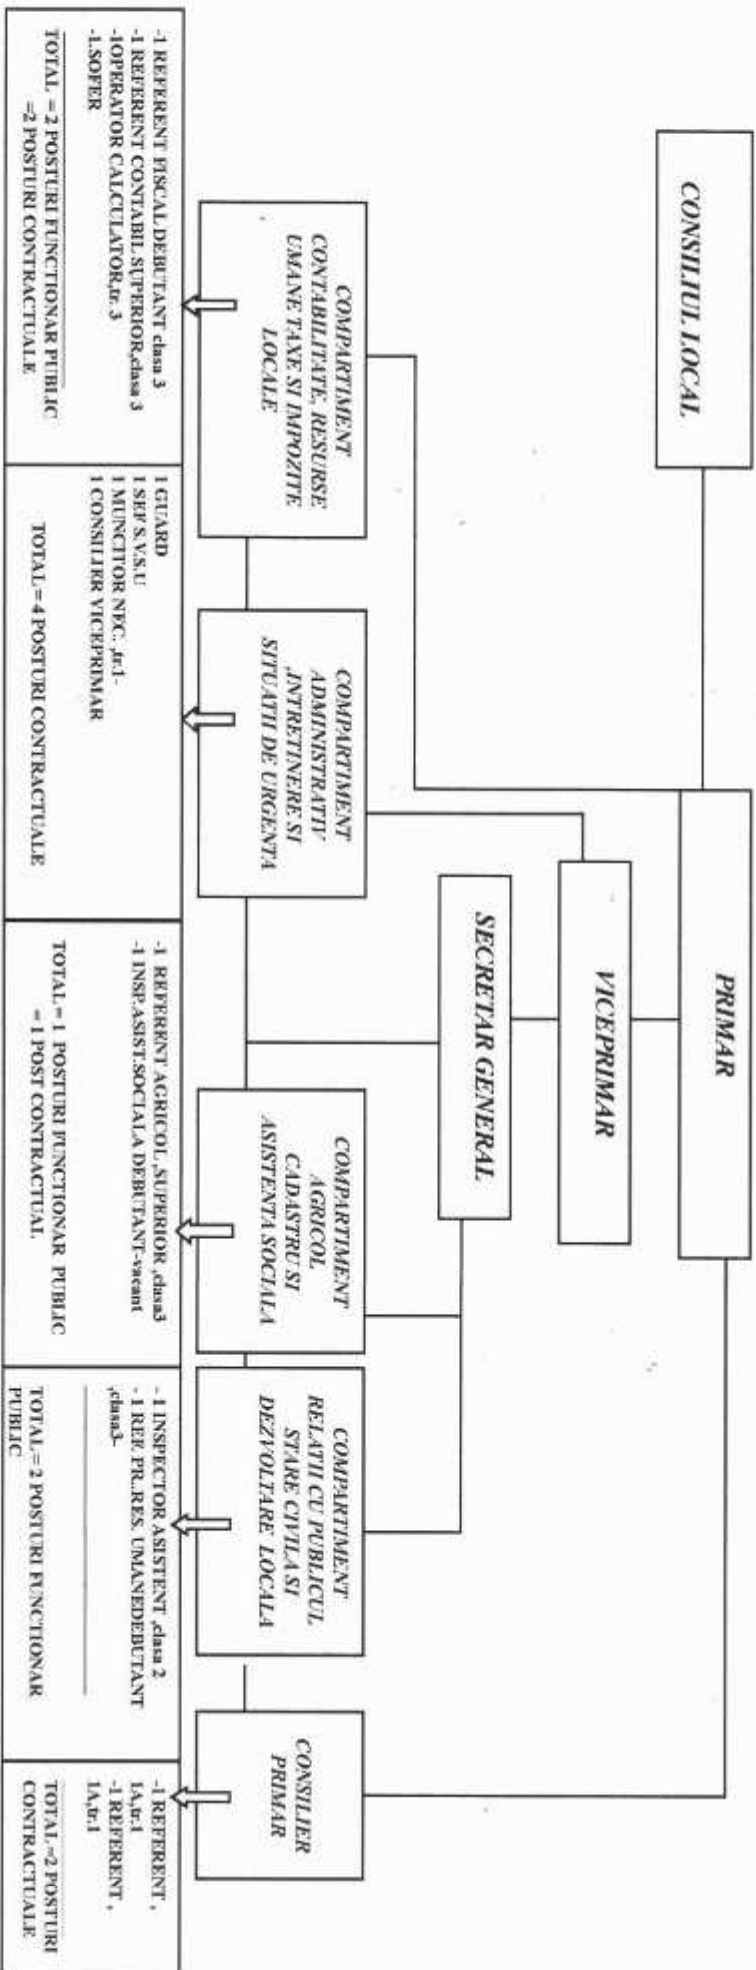 CONSILIUL LOCAL
PRIMAR
VICEPRIMAR
SECRETAR GENERAL
COMPARTIMENT
CONTABILITATE, RESURSE
UMANE TAXE SI IMPOZITE
LOCALE
COMPARTIMENT
ADMINISTRATIV
,INTRETINERE SI
SITUATII DE URGENTA
COMPARTIMENT
AGRICOL
CADASTRU SI
ASISTENTA SOCIALA
COMPARTIMENT
RELATII CU PUBLICUL
STARE CIVILA SI
DEZVOLTARE LOCALA
CONSILIER
PRIMAR
-1 REFERENT FISCAL DEBUTANT clasa 3
-1 REFERENT CONTABIL SUPERIOR,clasa 3
-1OPERATOR CALCULATOR,tr. 3
-1.SOFER
TOTAL = 2 POSTURI FUNCTIONAR PUBLIC
=2 POSTURI CONTRACTUALE
1 GUARD
1 SEF S.V.S.U
1 MUNCITOR NEC. ,tr.1-
1 CONSILIER VICEPRIMAR
TOTAL = 4 POSTURI CONTRACTUALE
-1 REFERENT AGRICOL ,SUPERIOR ,clasa3
-1 INSP.ASIST.SOCIALA DEBUTANT-vacant
TOTAL = 1 POSTURI FUNCTIONAR PUBLIC
= 1 POST CONTRACTUAL
- 1 INSPECTOR ASISTENT ,clasa 2
- 1 REF. PR..RES. UMANEDEBUTANT
,clasa3-
TOTAL = 2 POSTURI FUNCTIONAR
PUBLIC
-1 REFERENT ,
1A,tr.1
-1 REFERENT ,
1A,tr.1
TOTAL =2 POSTURI
CONTRACTUALE